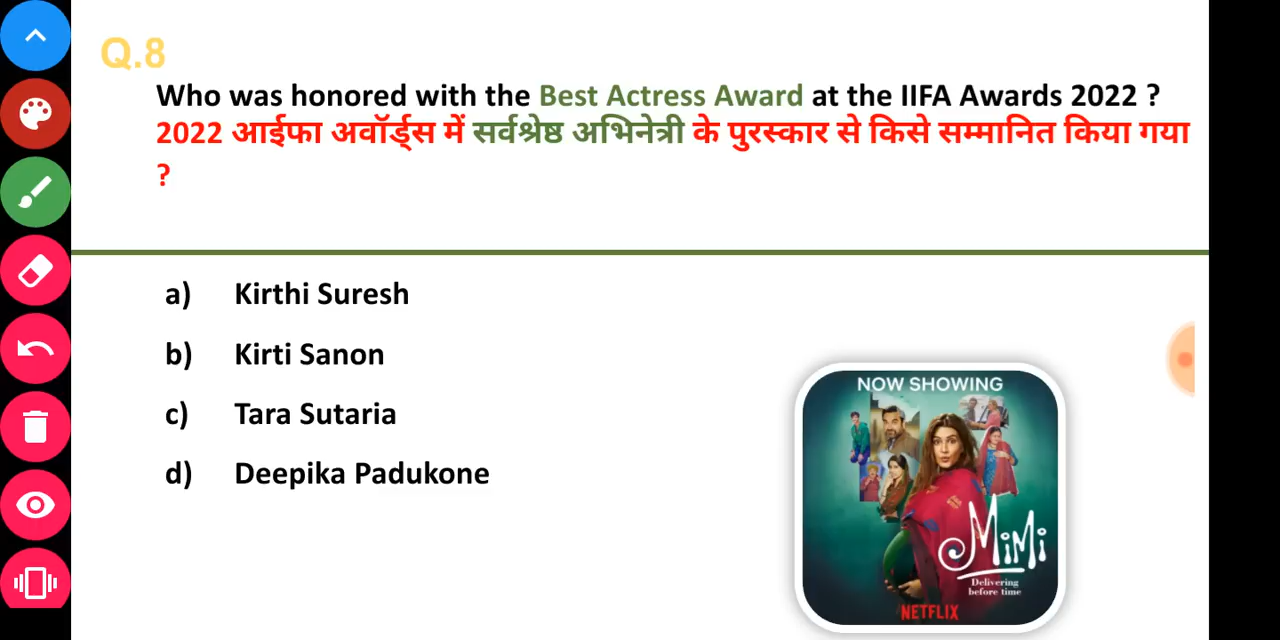 Q.8
Who was honored with the Best Actress Award at the IIFA Awards 2022 ?
2022 आईफा अवॉर्ड्स में सर्वश्रेष्ठ अभिनेत्री के पुरस्कार से किसे सम्मानित किया गया
?
a) Kirthi Suresh
b) Kirti Sanon
c) Tara Sutaria
d) Deepika Padukone
NOW SHOWING
MiMi
Delivering
before time
NETFLIX